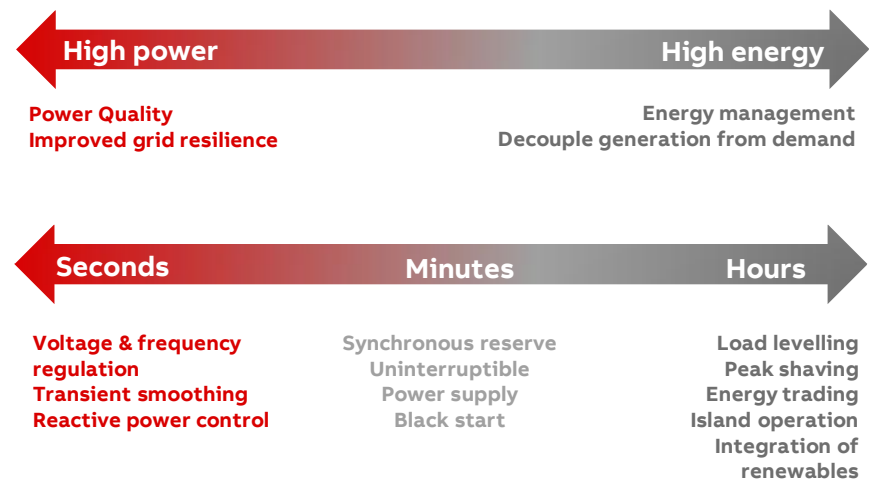 High power
High energy
Power Quality
Improved grid resilience
Energy management
Decouple generation from demand
Seconds
Minutes
Hours
Voltage & frequency
regulation
Transient smoothing
Reactive power control
Synchronous reserve
Uninterruptible
Power supply
Black start
Load levelling
Peak shaving
Energy trading
Island operation
Integration of
renewables